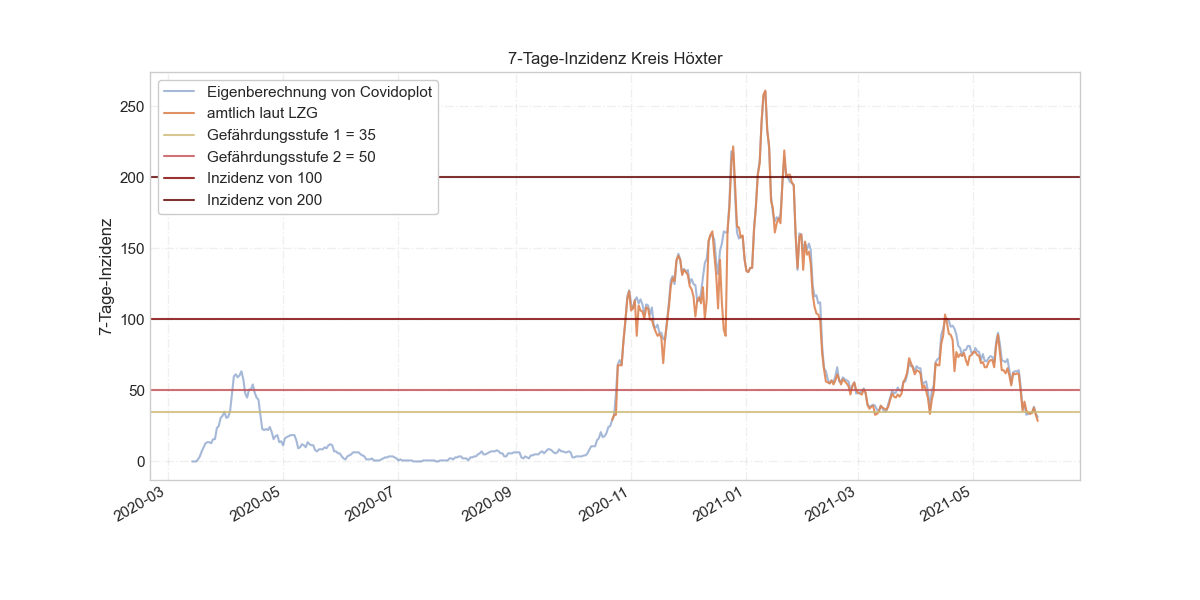 7-Tage-Inzidenz Kreis Höxter
Eigenberechnung von Covidoplot
amtlich laut LZG
Gefährdungsstufe 1 = 35
Gefährdungsstufe 2 = 50
Inzidenz von 100
Inzidenz von 200
7-Tage-Inzidenz
250
200
150
100
50
0
2020-03
2020-05
2020-07
2020-09
2020-11
2021-01
2021-03
2021-05